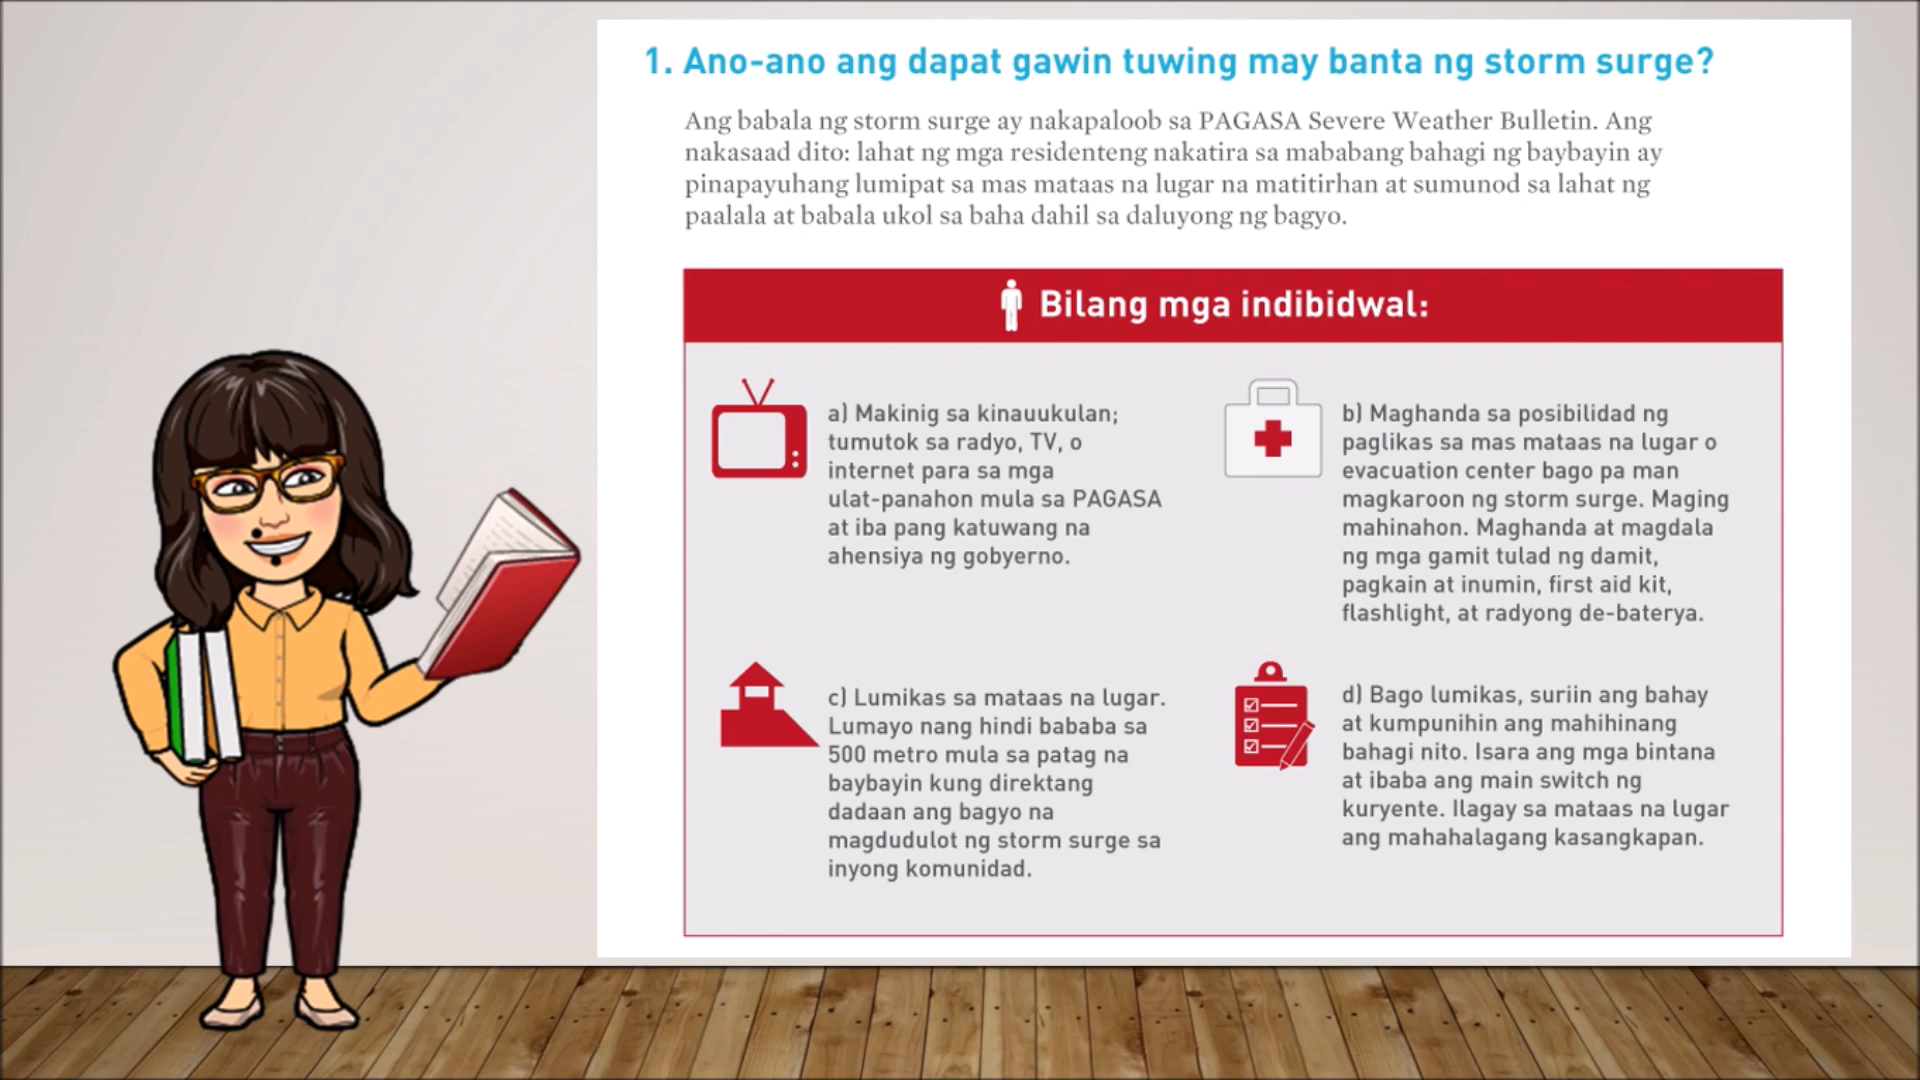 1. Ano-ano ang dapat gawin tuwing may banta ng storm surge?
Ang babala ng storm surge ay nakapaloob sa PAGASA Severe Weather Bulletin. Ang
nakasaad dito: lahat ng mga residenteng nakatira sa mababang bahagi ng baybayin ay
pinapayuhang lumipat sa mas mataas na lugar na matitirhan at sumunod sa lahat ng
paalala at babala ukol sa baha dahil sa daluyong ng bagyo.
Bilang mga indibidwal:
a) Makinig sa kinauukulan;
tumutok sa radyo, TV, o
internet para sa mga
ulat-panahon mula sa PAGASA
at iba pang katuwang na
ahensiya ng gobyerno.
b) Maghanda sa posibilidad ng
paglikas sa mas mataas na lugar o
evacuation center bago pa man
magkaroon ng storm surge. Maging
mahinahon. Maghanda at magdala
ng mga gamit tulad ng damit,
pagkain at inumin, first aid kit,
flashlight, at radyong de-baterya.
c) Lumikas sa mataas na lugar.
Lumayo nang hindi bababa sa
500 metro mula sa patag na
baybayin kung direktang
dadaan ang bagyo na
magdudulot ng storm surge sa
inyong komunidad.
d) Bago lumikas, suriin ang bahay
at kumpunihin ang mahihinang
bahagi nito. Isara ang mga bintana
at ibaba ang main switch ng
kuryente. Ilagay sa mataas na lugar
ang mahahalagang kasangkapan.